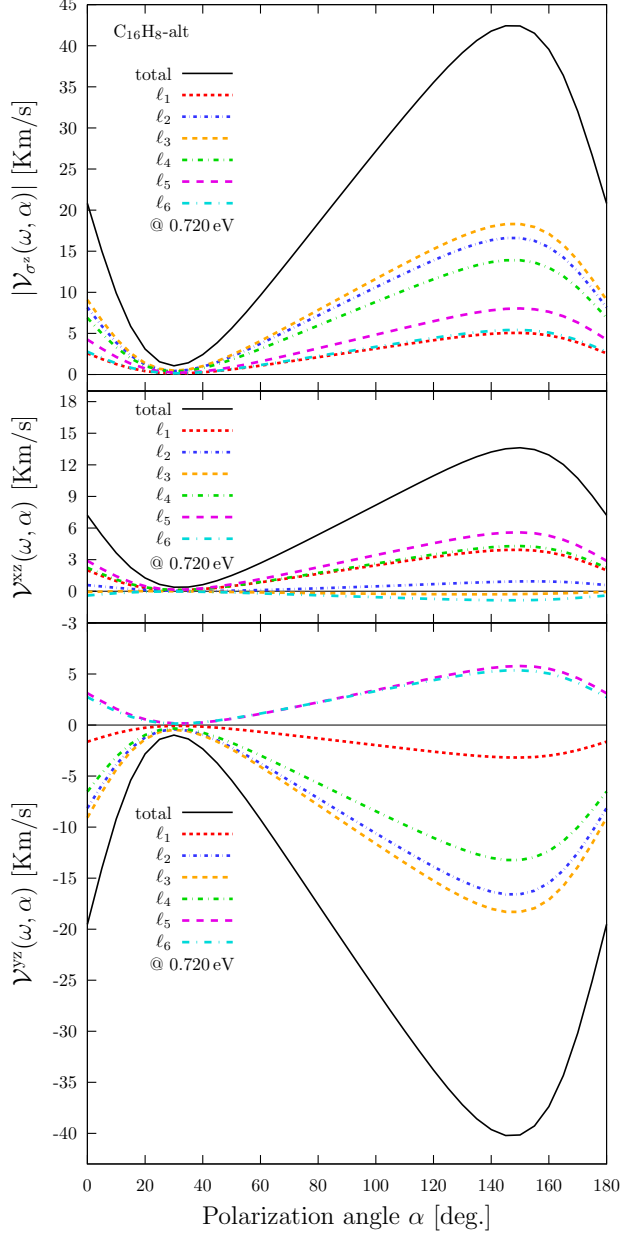 45
40
35
30
25
20
15
10
5
0
|𝒱σᶻ(ω, α)| [Km/s]
C₁₆H₈-alt
total
ℓ₁
ℓ₂
ℓ₃
ℓ₄
ℓ₅
ℓ₆
@ 0.720 eV
18
15
12
9
6
3
0
-3
𝒱ˣᶻ(ω, α) [Km/s]
total
ℓ₁
ℓ₂
ℓ₃
ℓ₄
ℓ₅
ℓ₆
@ 0.720 eV
5
0
-5
-10
-15
-20
-25
-30
-35
-40
𝒱ʸᶻ(ω, α) [Km/s]
total
ℓ₁
ℓ₂
ℓ₃
ℓ₄
ℓ₅
ℓ₆
@ 0.720 eV
0 20 40 60 80 100 120 140 160 180
Polarization angle α [deg.]